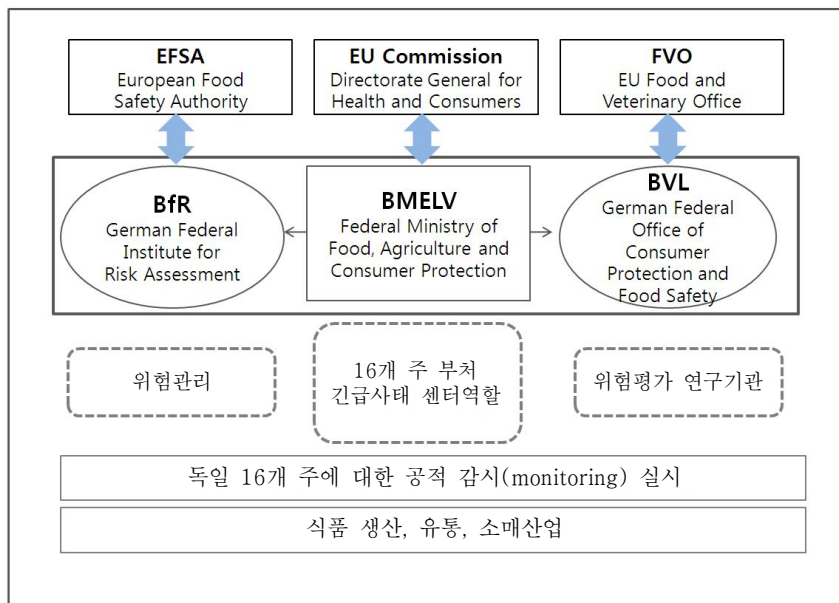 EFSA
European Food
Safety Authority
EU Commission
Directorate General for
Health and Consumers
FVO
EU Food and
Veterinary Office
BfR
German Federal
Institute for
Risk Assessment
BMELV
Federal Ministry of
Food, Agriculture and
Consumer Protection
BVL
German Federal
Office of
Consumer
Protection and
Food Safety
위험관리
16개 주 부처
긴급사태 센터역할
위험평가 연구기관
독일 16개 주에 대한 공적 감시(monitoring) 실시
식품 생산, 유통, 소매산업